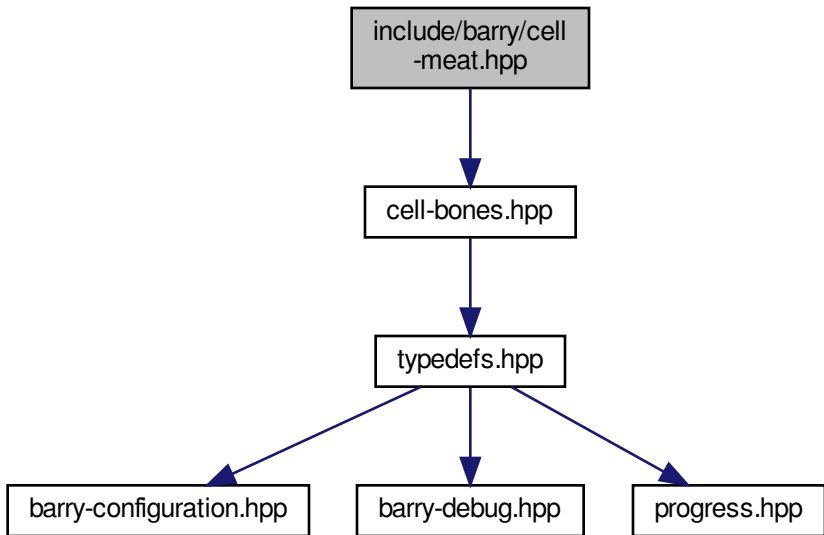 include/barry/cell
-meat.hpp
cell-bones.hpp
typedefs.hpp
barry-configuration.hpp
barry-debug.hpp
progress.hpp